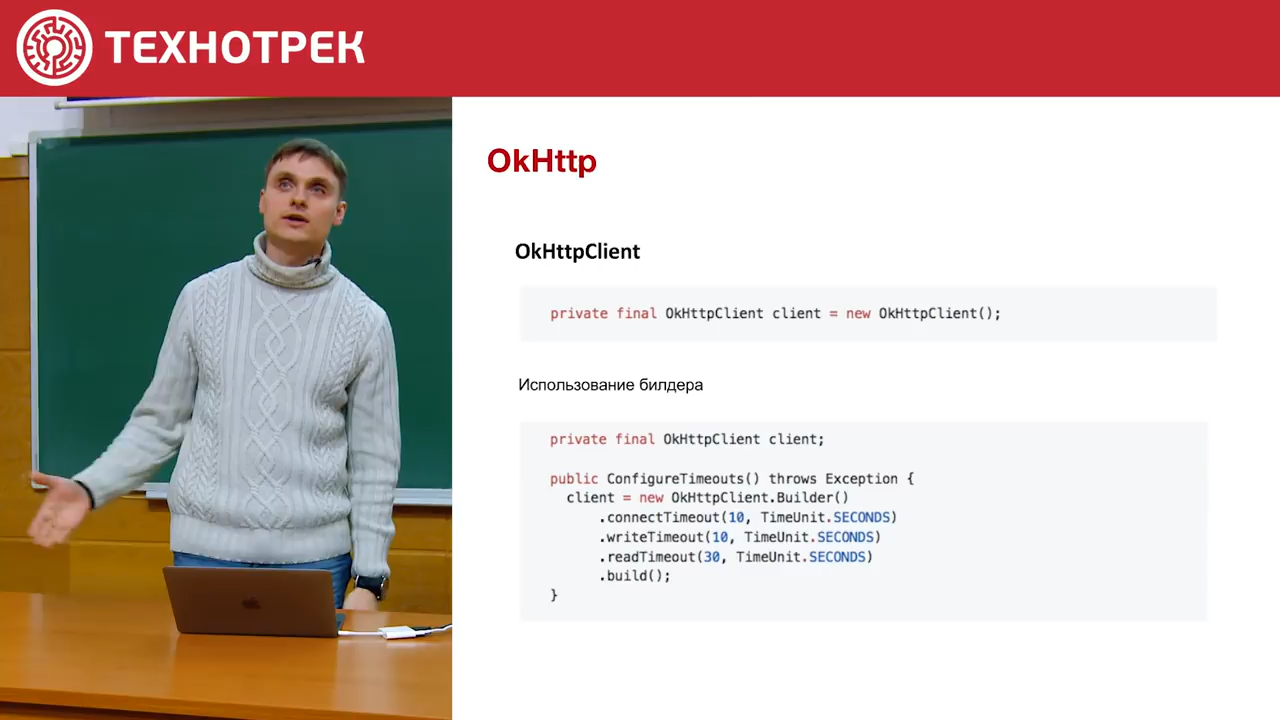 ТЕХНОТРЕК
OkHttp
OkHttpClient
private final OkHttpClient client = new OkHttpClient();
Использование билдера
private final OkHttpClient client;
public ConfigureTimeouts() throws Exception {
client = new OkHttpClient.Builder()
.connectTimeout(10, TimeUnit.SECONDS)
.writeTimeout(10, TimeUnit.SECONDS)
.readTimeout(30, TimeUnit.SECONDS)
.build();
}